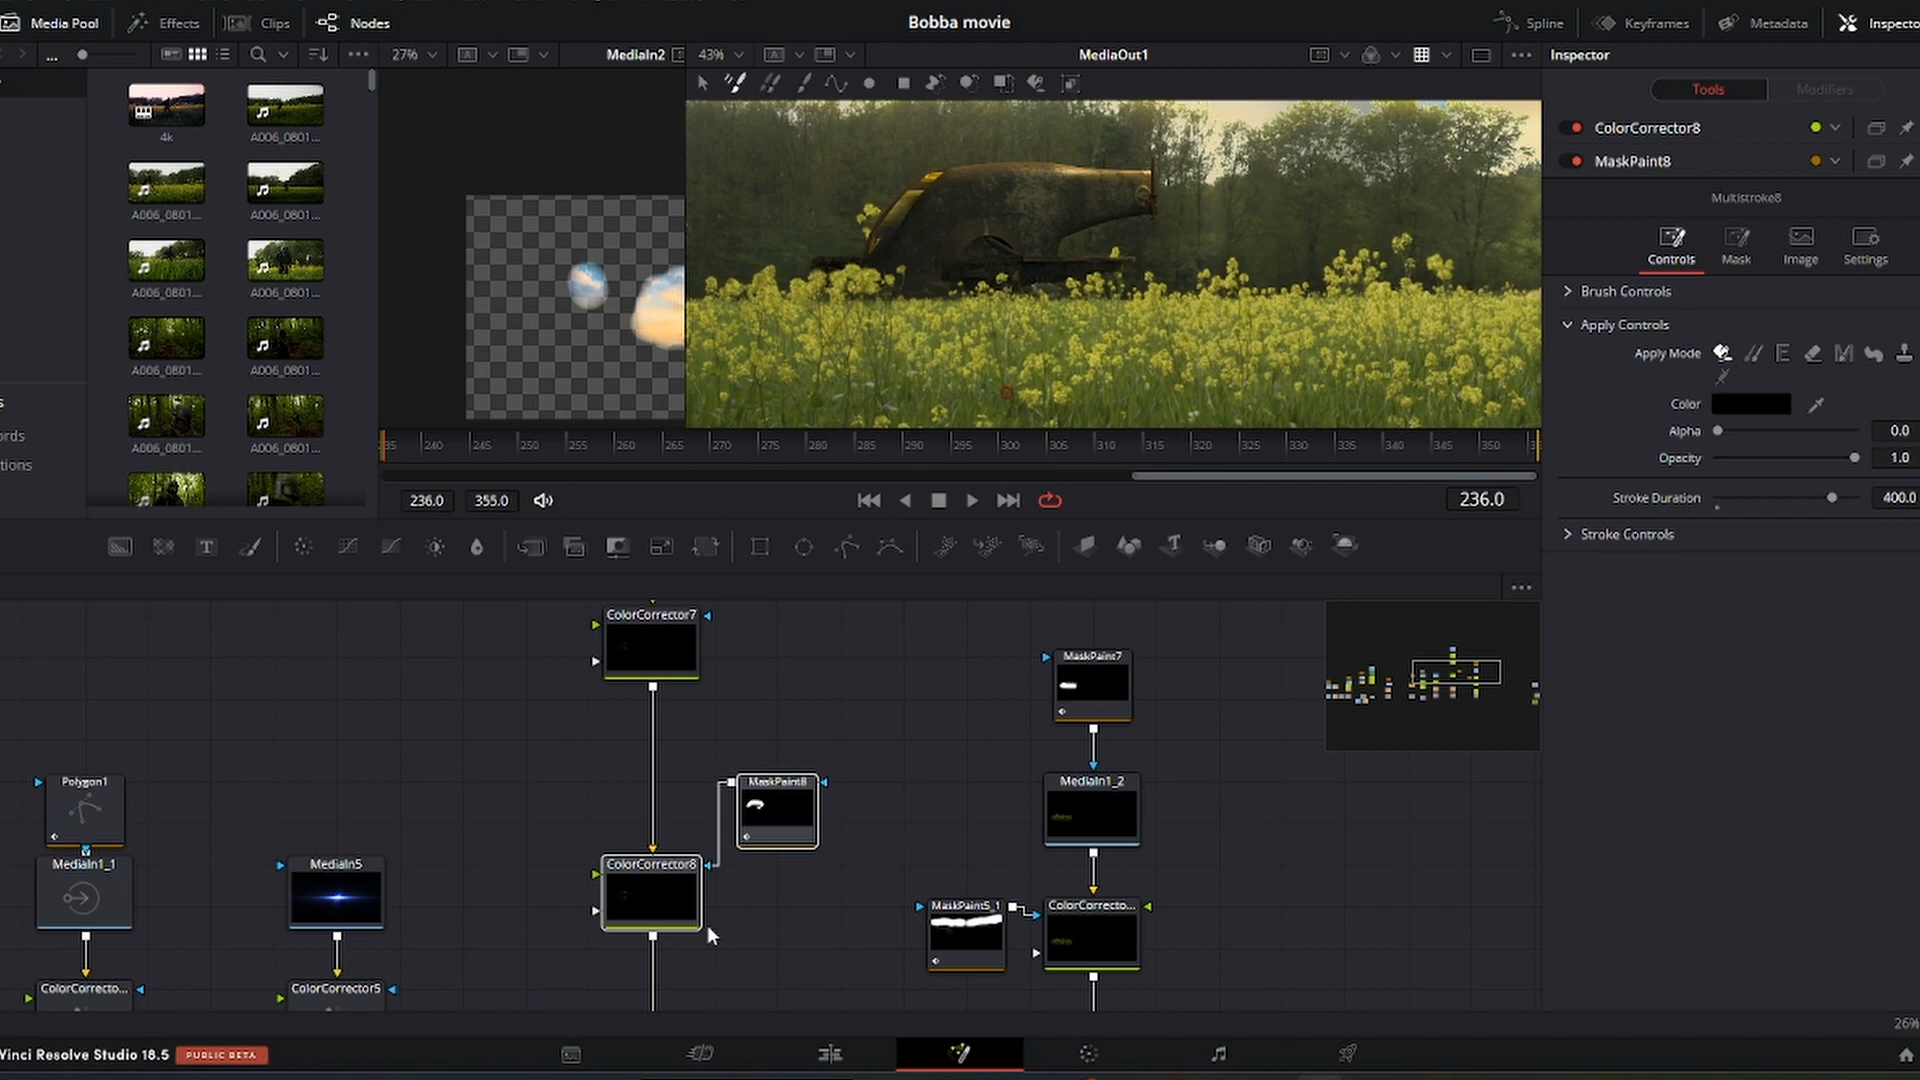 Media Pool
Effects
Clips
Nodes
Bobba movie
Spline
Keyframes
Metadata
Inspecto
...
27%
MediaIn2
43%
MediaOut1
Inspector
Tools
Modifiers
ColorCorrector8
MaskPaint8
Multistroke8
Controls
Mask
Image
Settings
Brush Controls
Apply Controls
Apply Mode
Color
Alpha
0.0
Opacity
1.0
Stroke Duration
400.0
Stroke Controls
4k
A006_0801...
A006_0801...
A006_0801...
A006_0801...
A006_0801...
A006_0801...
A006_0801...
A006_0801...
A006_0801...
s
ords
tions
235 240 245 250 255 260 265 270 275 280 285 290 295 300 305 310 315 320 325 330 335 340 345 350
236.0
355.0
236.0
ColorCorrector7
MaskPaint7
Polygon1
MaskPaint8
MediaIn1_2
MediaIn1_1
MediaIn5
ColorCorrector8
MaskPaint5_1
ColorCorrecto...
ColorCorrecto...
ColorCorrector5
26%
Vinci Resolve Studio 18.5
PUBLIC BETA